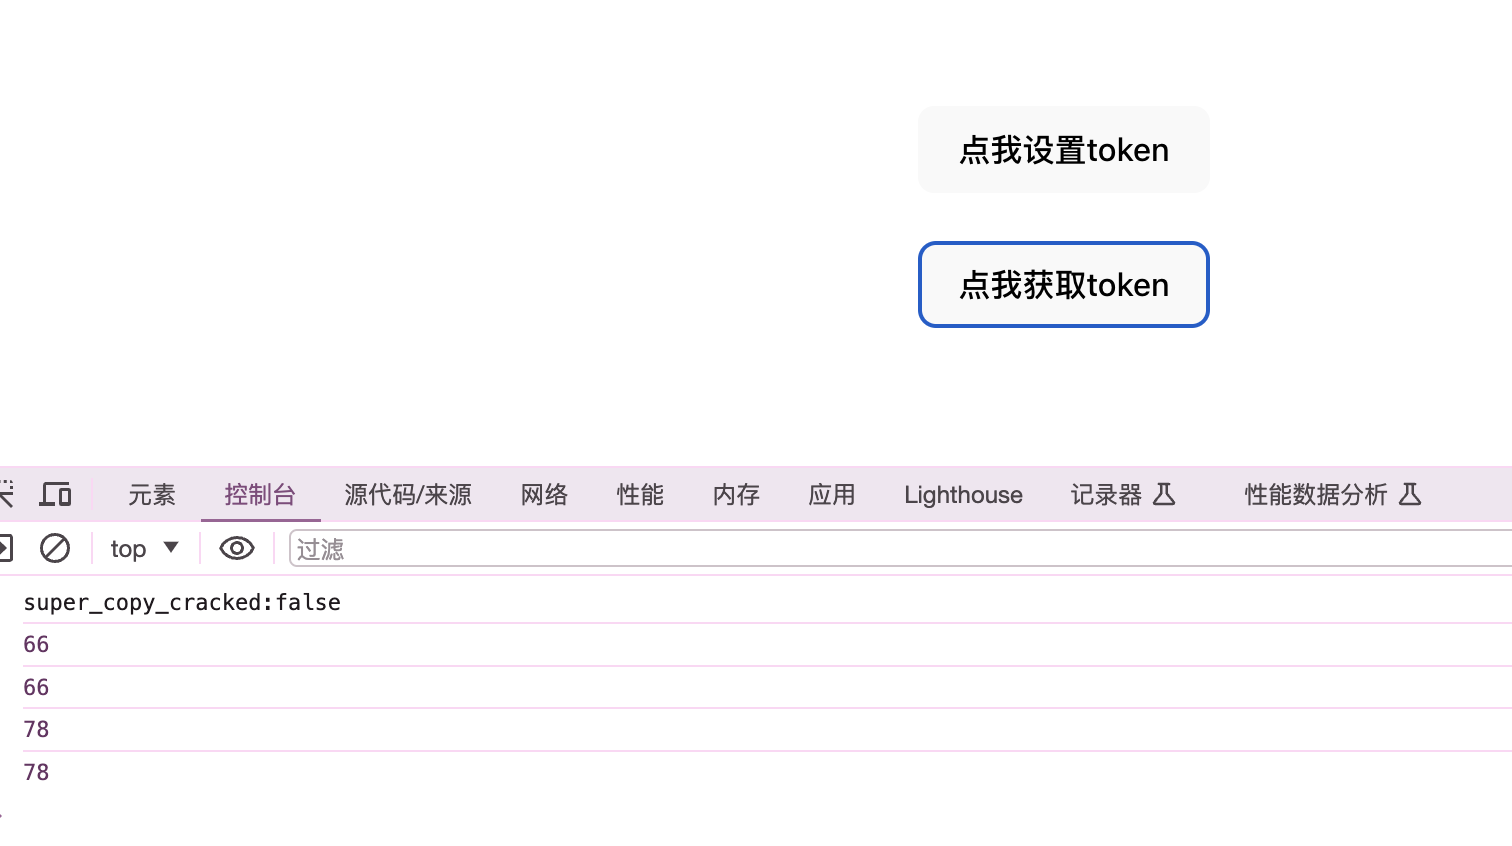 点我设置token
点我获取token
元素 控制台 源代码/来源 网络 性能 内存 应用 Lighthouse 记录器 性能数据分析
top 过滤
super_copy_cracked:false
66
66
78
78